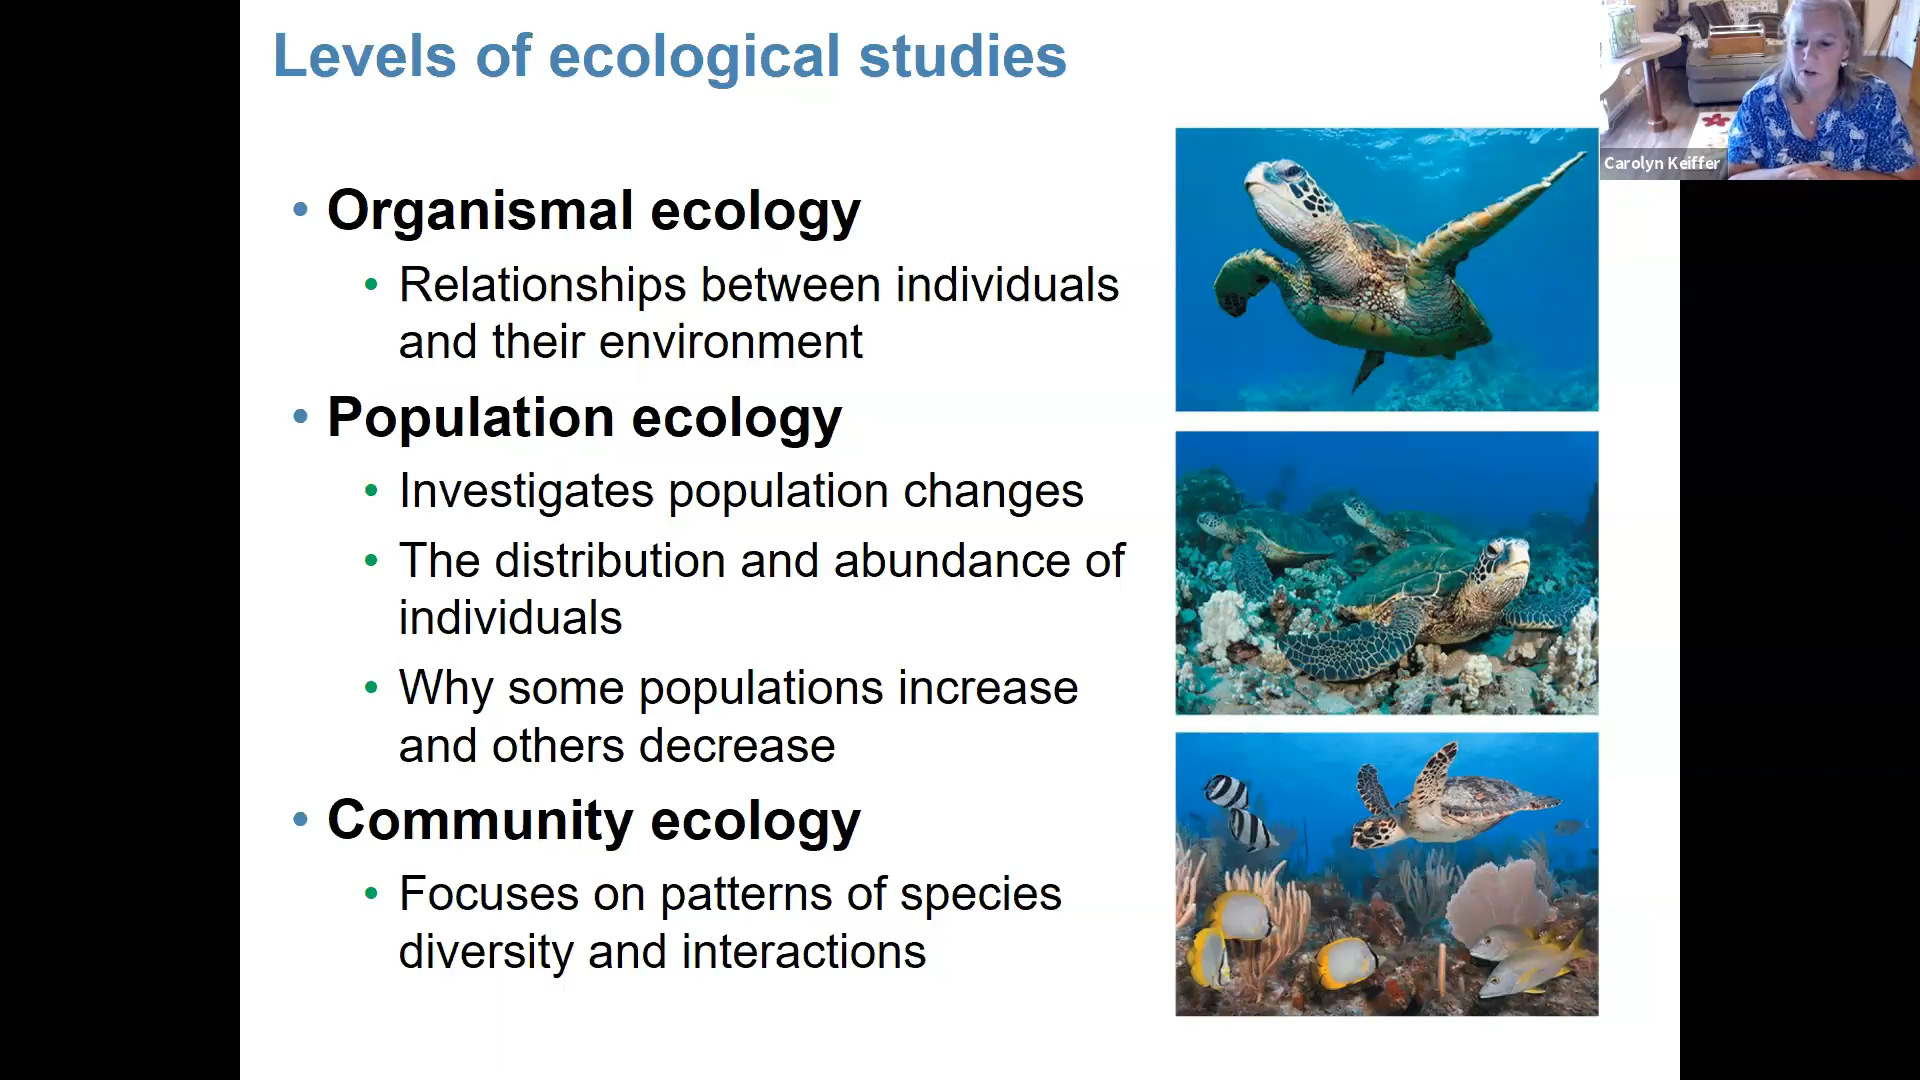 Levels of ecological studies
• Organismal ecology
• Relationships between individuals
and their environment
• Population ecology
• Investigates population changes
• The distribution and abundance of
individuals
• Why some populations increase
and others decrease
• Community ecology
• Focuses on patterns of species
diversity and interactions
Carolyn Keiffer